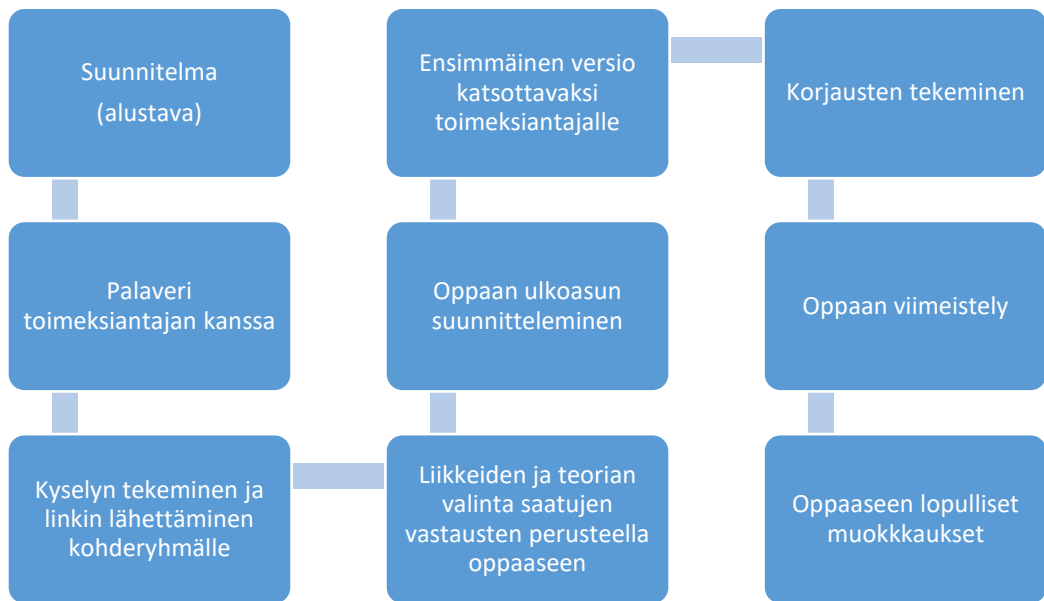 Suunnitelma
(alustava)
Palaveri
toimeksiantajan kanssa
Kyselyn tekeminen ja
linkin lähettäminen
kohderyhmälle
Liikkeiden ja teorian
valinta saatujen
vastausten perusteella
oppaaseen
Oppaan ulkoasun
suunnitteleminen
Ensimmäinen versio
katsottavaksi
toimeksiantajalle
Korjausten tekeminen
Oppaan viimeistely
Oppaaseen lopulliset
muokkkaukset